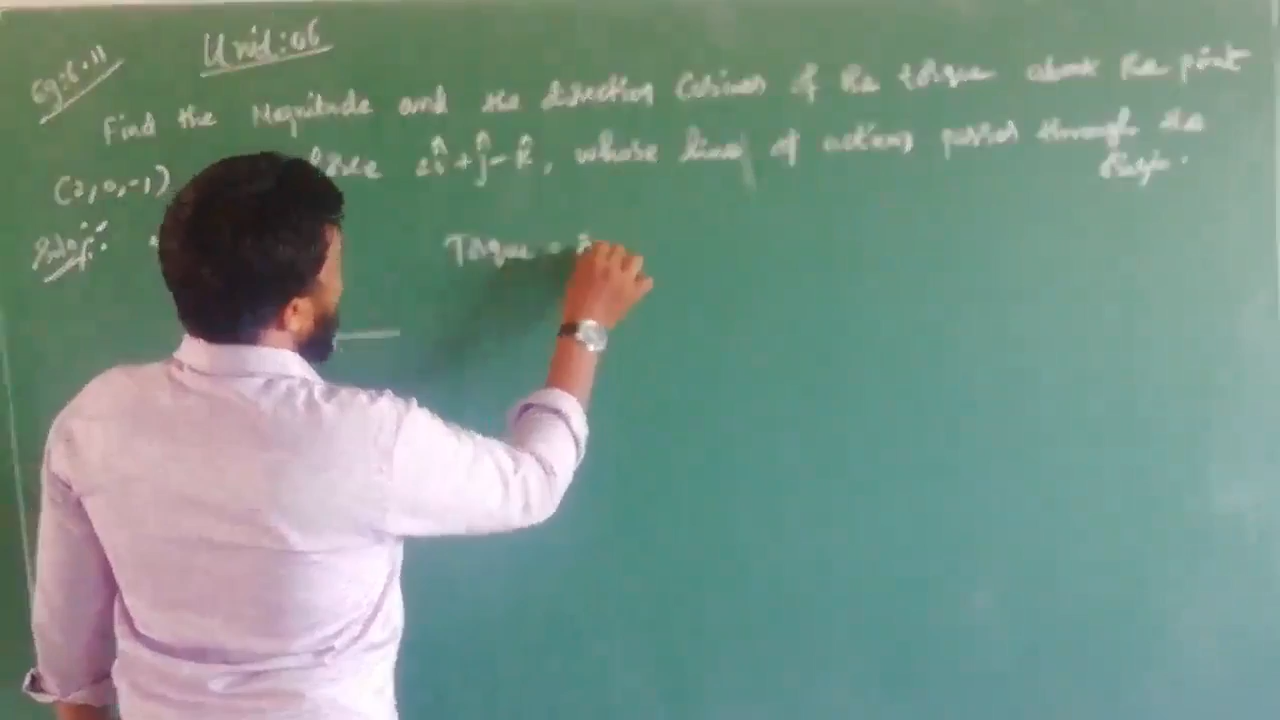 Unit:06
Eg:6.11
Find the Magnitude and the direction Cosines of the torque about the point
(2,0,-1) force 2î+ĵ-k̂, whose line of action passes through the
Origin.
Soln:
Torque =